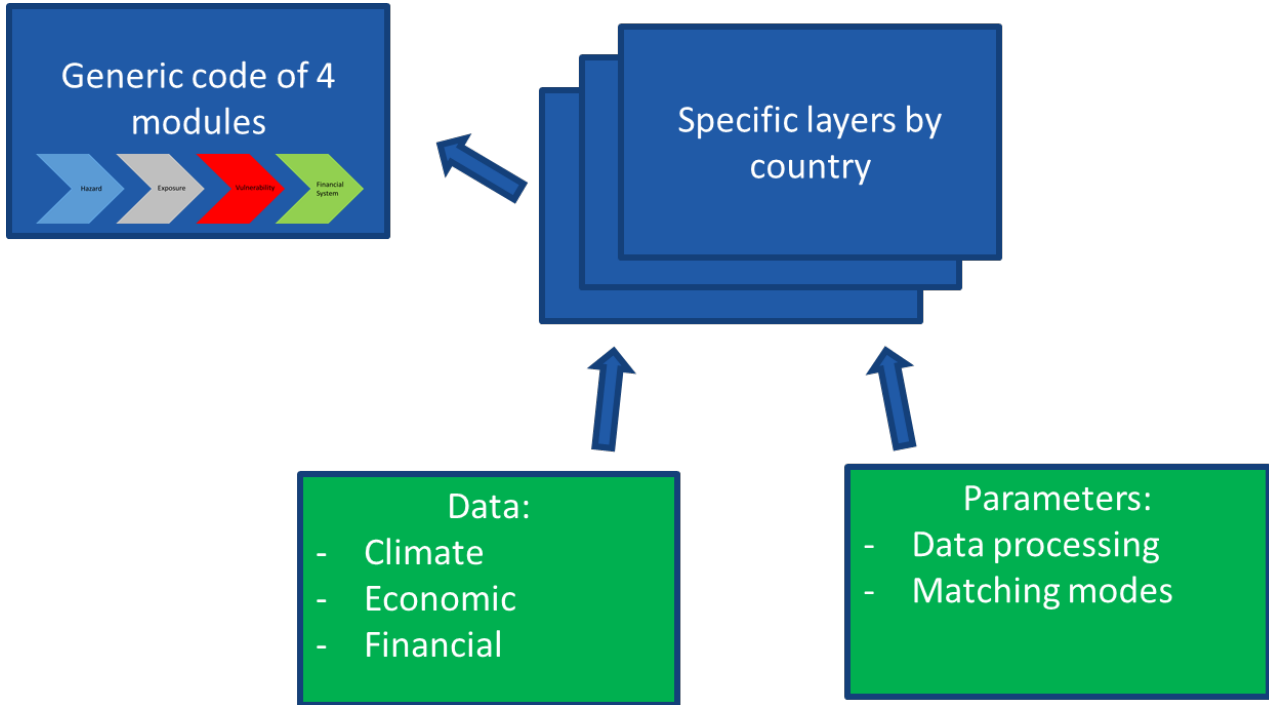 Generic code of 4
modules
Hazard
Exposure
Vulnerability
Financial
System
Specific layers by
country
Data:
- Climate
- Economic
- Financial
Parameters:
- Data processing
- Matching modes